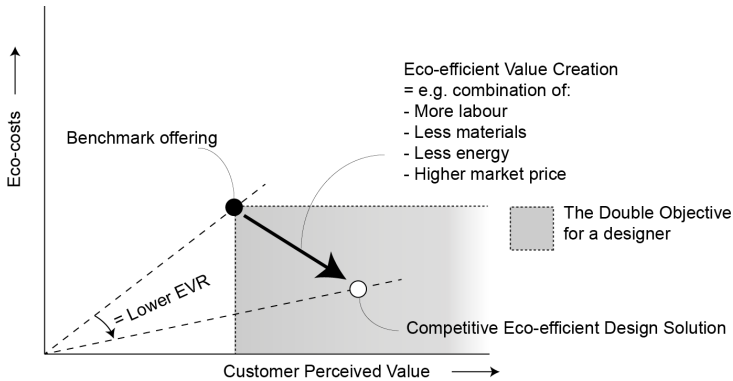 Eco-costs
Benchmark offering
Eco-efficient Value Creation
= e.g. combination of:
- More labour
- Less materials
- Less energy
- Higher market price
The Double Objective
for a designer
= Lower EVR
Competitive Eco-efficient Design Solution
Customer Perceived Value